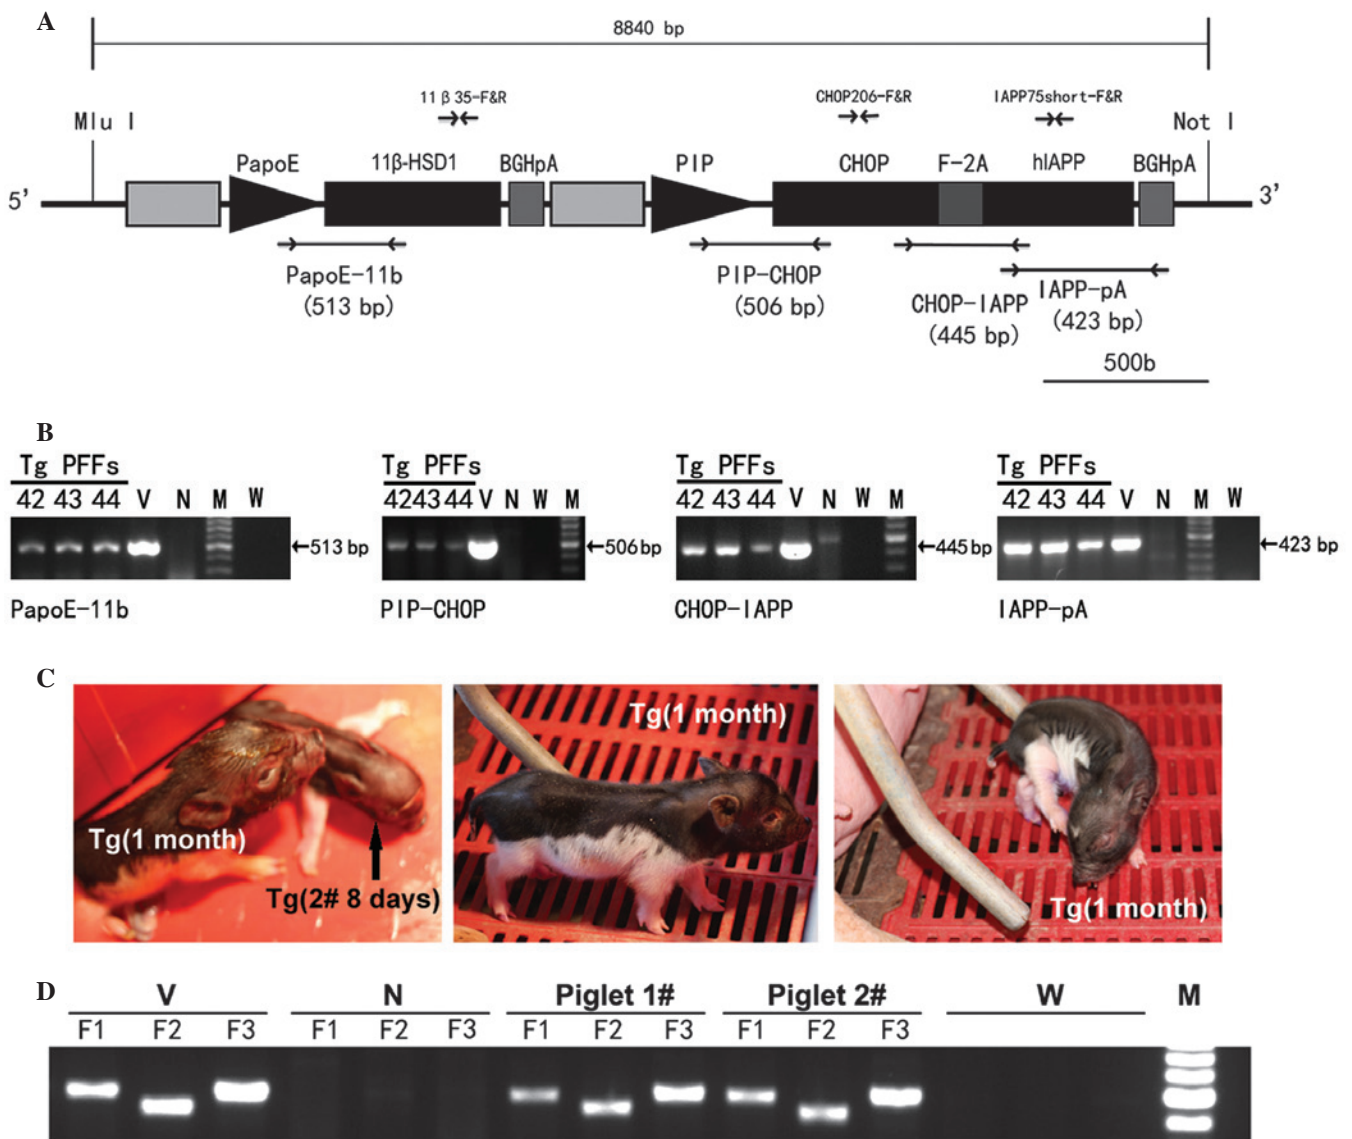 A
8840 bp
11 β 35-F&R
CHOP206-F&R
IAPP75short-F&R
Mlu I
Not I
PapoE
11β-HSD1
BGHpA
PIP
CHOP
F-2A
hIAPP
BGHpA
5'
3'
PapoE-11b
(513 bp)
PIP-CHOP
(506 bp)
CHOP-IAPP
(445 bp)
IAPP-pA
(423 bp)
500b
B
Tg PFFs
42 43 44 V N M W
513 bp
PapoE-11b
Tg PFFs
42 43 44 V N W M
506 bp
PIP-CHOP
Tg PFFs
42 43 44 V N W M
445 bp
CHOP-IAPP
Tg PFFs
42 43 44 V N M W
423 bp
IAPP-pA
C
Tg(1 month)
Tg(2# 8 days)
Tg(1 month)
Tg(1 month)
D
V N Piglet 1# Piglet 2# W M
F1 F2 F3 F1 F2 F3 F1 F2 F3 F1 F2 F3